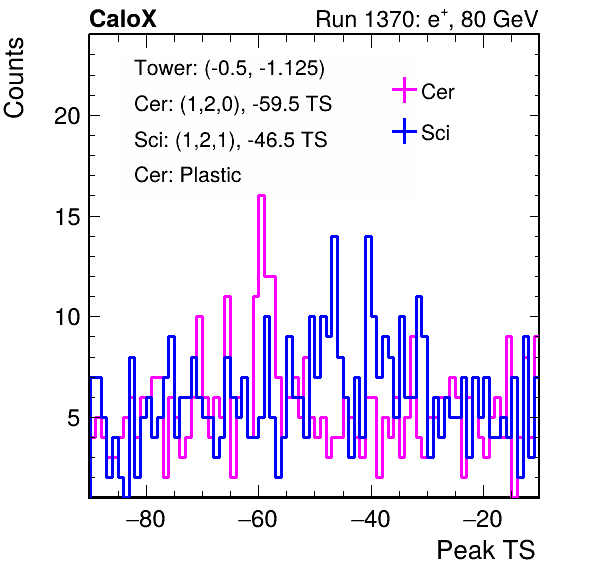 CaloX Run 1370: e⁺, 80 GeV
Counts
Tower: (-0.5, -1.125)
Cer: (1,2,0), -59.5 TS
Sci: (1,2,1), -46.5 TS
Cer: Plastic
Cer
Sci
20
15
10
5
−80 −60 −40 −20
Peak TS